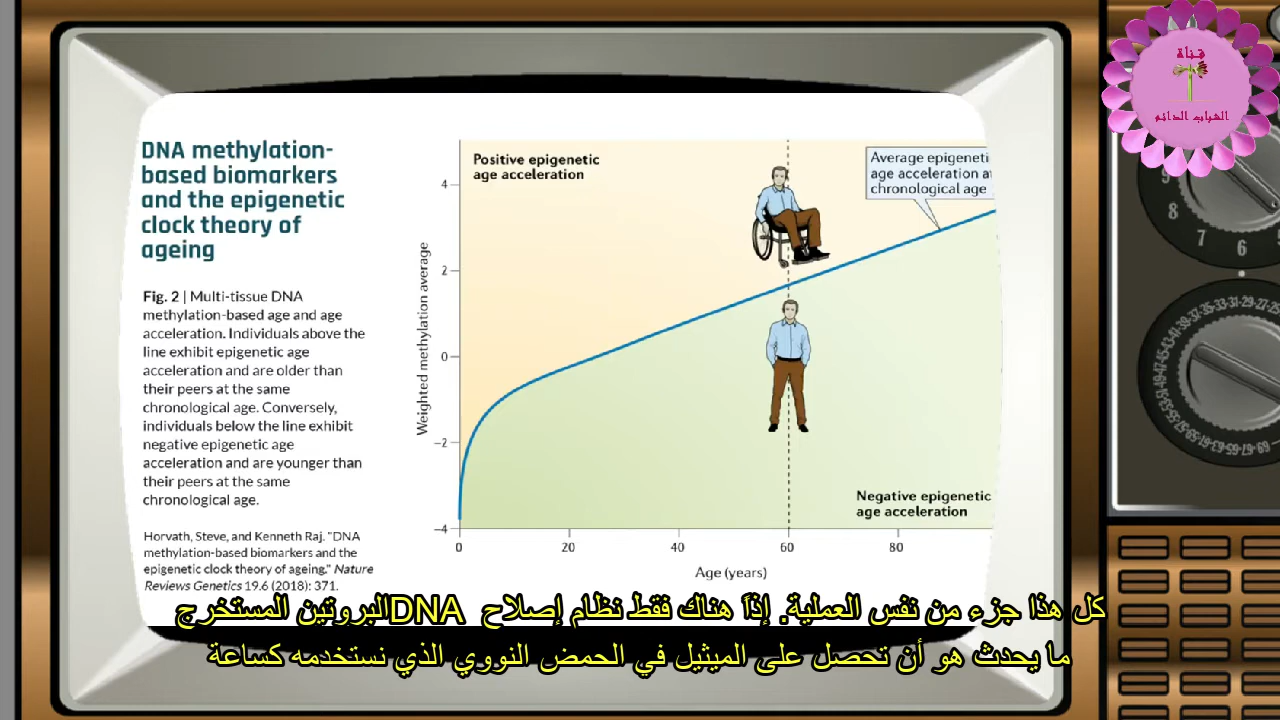 قناة
الشباب الدائم
DNA methylation-
based biomarkers
and the epigenetic
clock theory of
ageing
Fig. 2 | Multi-tissue DNA
methylation-based age and age
acceleration. Individuals above the
line exhibit epigenetic age
acceleration and are older than
their peers at the same
chronological age. Conversely,
individuals below the line exhibit
negative epigenetic age
acceleration and are younger than
their peers at the same
chronological age.
Horvath, Steve, and Kenneth Raj. "DNA
methylation-based biomarkers and the
epigenetic clock theory of ageing." Nature
Reviews Genetics 19.6 (2018): 371.
Positive epigenetic
age acceleration
Average epigeneti
age acceleration a
chronological age
Weighted methylation average
4
2
0
−2
−4
Negative epigenetic
age acceleration
0 20 40 60 80
Age (years)
8
7
6
كل هذا جزء من نفس العملية. إذاً هناك فقط نظام إصلاح DNAالبروتين المستخرج
ما يحدث هو أن تحصل على الميثيل في الحمض النووي الذي نستخدمه كساعة